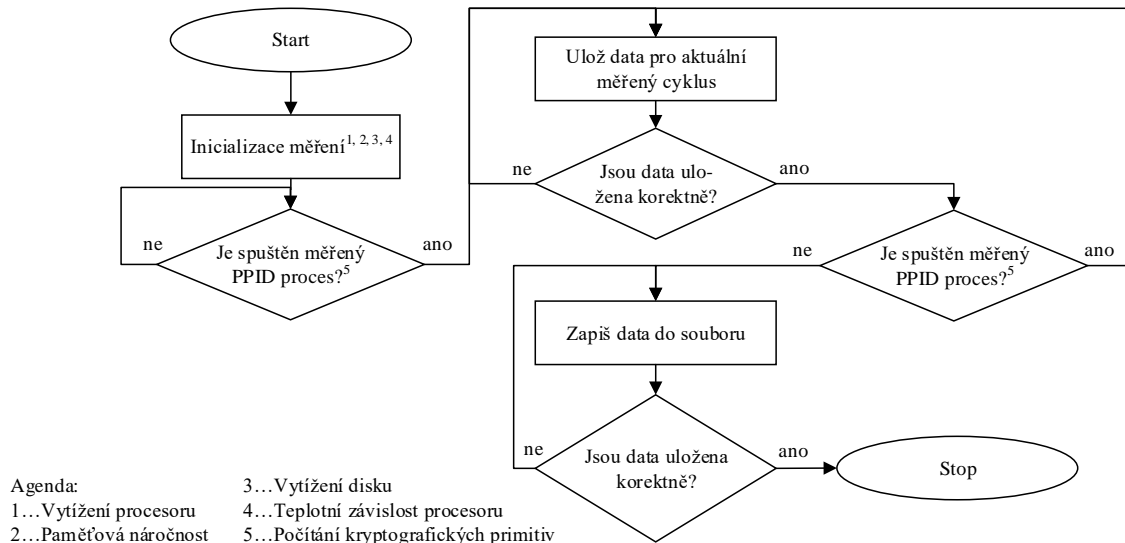 Start
Inicializace měření1, 2, 3, 4
ne
Je spuštěn měřený
PPID proces?5
ano
Ulož data pro aktuální
měřený cyklus
ne
Jsou data ulo-
žena korektně?
ano
ne
Je spuštěn měřený
PPID proces?5
ano
Zapiš data do souboru
ne
Jsou data uložena
korektně?
ano
Stop
Agenda:
1…Vytížení procesoru
2…Paměťová náročnost
3…Vytížení disku
4…Teplotní závislost procesoru
5…Počítání kryptografických primitiv